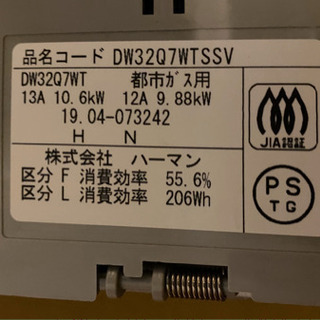 品名コード DW32Q7WTSSV
DW32Q7WT 都市ガス用
13A 10.6kW 12A 9.88kW
19.04-073242
H N
株式会社 ハーマン
区分 F 消費効率 55.6%
区分 L 消費効率 206Wh
JIA認証
PS
TG